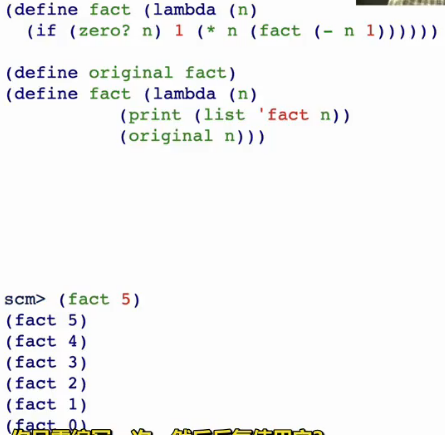 (define fact (lambda (n)
(if (zero? n) 1 (* n (fact (- n 1))))))
(define original fact)
(define fact (lambda (n)
(print (list 'fact n))
(original n)))
scm> (fact 5)
(fact 5)
(fact 4)
(fact 3)
(fact 2)
(fact 1)
(fact 0)